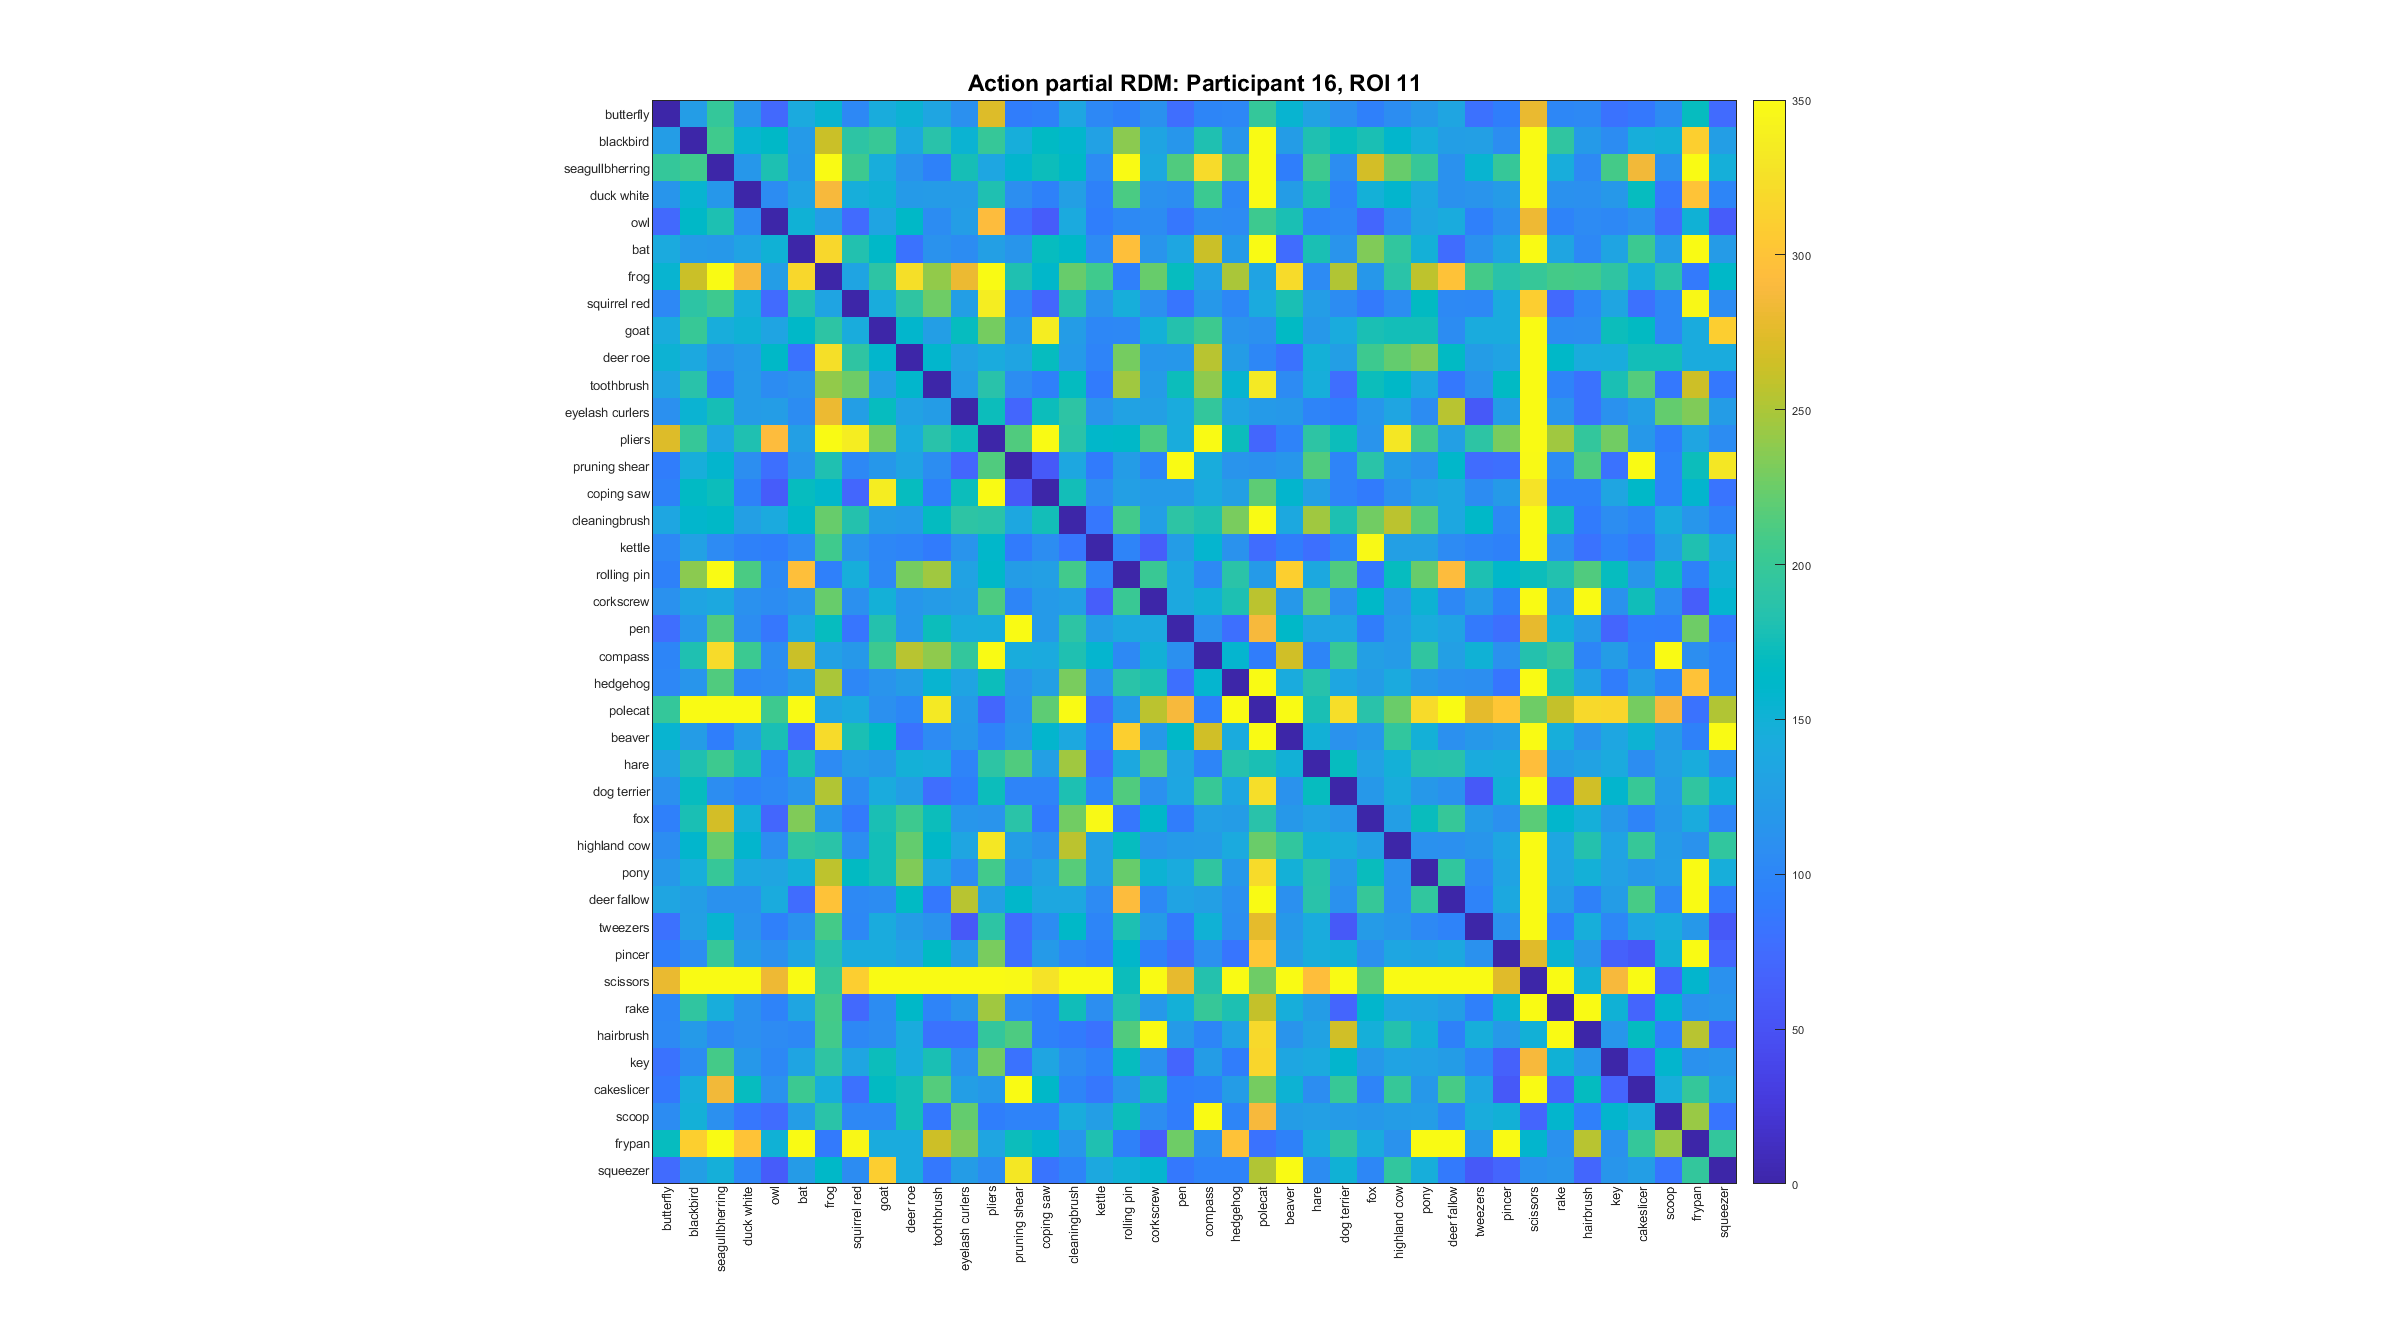 Action partial RDM: Participant 16, ROI 11
butterfly
blackbird
seagullbherring
duck white
owl
bat
frog
squirrel red
goat
deer roe
toothbrush
eyelash curlers
pliers
pruning shear
coping saw
cleaningbrush
kettle
rolling pin
corkscrew
pen
compass
hedgehog
polecat
beaver
hare
dog terrier
fox
highland cow
pony
deer fallow
tweezers
pincer
scissors
rake
hairbrush
key
cakeslicer
scoop
frypan
squeezer
butterfly
blackbird
seagullbherring
duck white
owl
bat
frog
squirrel red
goat
deer roe
toothbrush
eyelash curlers
pliers
pruning shear
coping saw
cleaningbrush
kettle
rolling pin
corkscrew
pen
compass
hedgehog
polecat
beaver
hare
dog terrier
fox
highland cow
pony
deer fallow
tweezers
pincer
scissors
rake
hairbrush
key
cakeslicer
scoop
frypan
squeezer
350
300
250
200
150
100
50
0